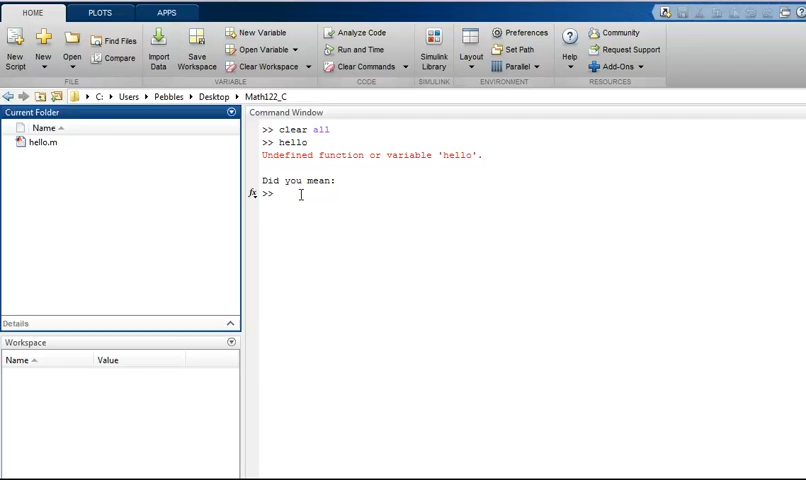 HOME PLOTS APPS
New Script New Open Find Files Compare
FILE
Import Data Save Workspace New Variable Open Variable Clear Workspace
VARIABLE
Analyze Code Run and Time Clear Commands
CODE
Simulink Library
SIMULINK
Layout Preferences Set Path Parallel
ENVIRONMENT
Help Community Request Support Add-Ons
RESOURCES
C: Users Pebbles Desktop Math122_C
Current Folder
Name
hello.m
Details
Workspace
Name Value
Command Window
>> clear all
>> hello
Undefined function or variable 'hello'.
Did you mean:
fx >>